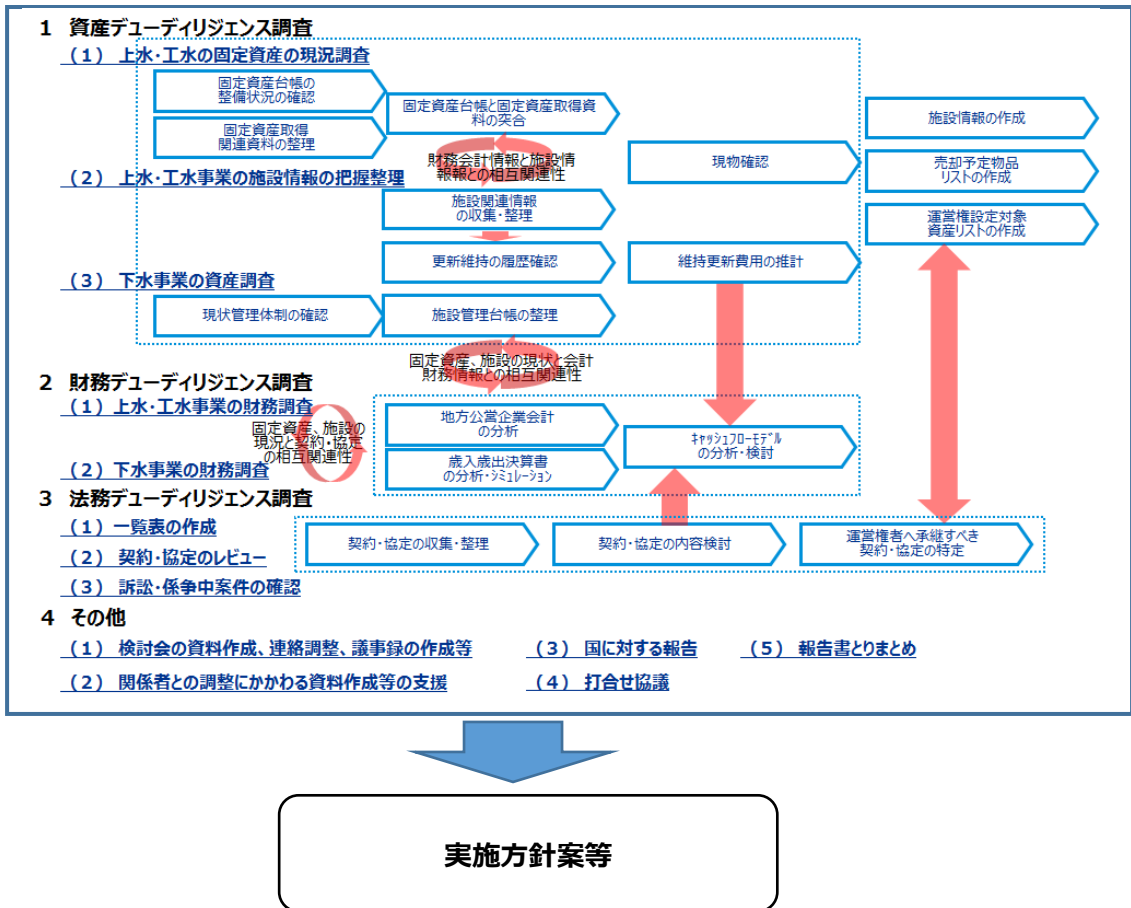 1 資産デューディリジェンス調査
（1）上水・工水の固定資産の現況調査
固定資産台帳の
整備状況の確認
固定資産取得
関連資料の整理
固定資産台帳と固定資産取得資
料の突合
財務会計情報と施設情
報報との相互関連性
現物確認
施設情報の作成
売却予定物品
リストの作成
運営権設定対象
資産リストの作成
（2）上水・工水事業の施設情報の把握整理
施設関連情報
の収集・整理
更新維持の履歴確認
維持更新費用の推計
（3）下水事業の資産調査
現状管理体制の確認
施設管理台帳の整理
固定資産、施設の現状と会計
財務情報との相互関連性
2 財務デューディリジェンス調査
（1）上水・工水事業の財務調査
固定資産、施設の
現況と契約・協定
の相互関連性
地方公営企業会計
の分析
ｷｬｯｼｭﾌﾛｰﾓﾃﾞﾙ
の分析・検討
（2）下水事業の財務調査
歳入歳出決算書
の分析・ｼﾐｭﾚｰｼｮﾝ
3 法務デューディリジェンス調査
（1）一覧表の作成
（2）契約・協定のレビュー
（3）訴訟・係争中案件の確認
契約・協定の収集・整理
契約・協定の内容検討
運営権者へ承継すべき
契約・協定の特定
4 その他
（1）検討会の資料作成、連絡調整、議事録の作成等
（3）国に対する報告
（5）報告書とりまとめ
（2）関係者との調整にかかわる資料作成等の支援
（4）打合せ協議
実施方針案等